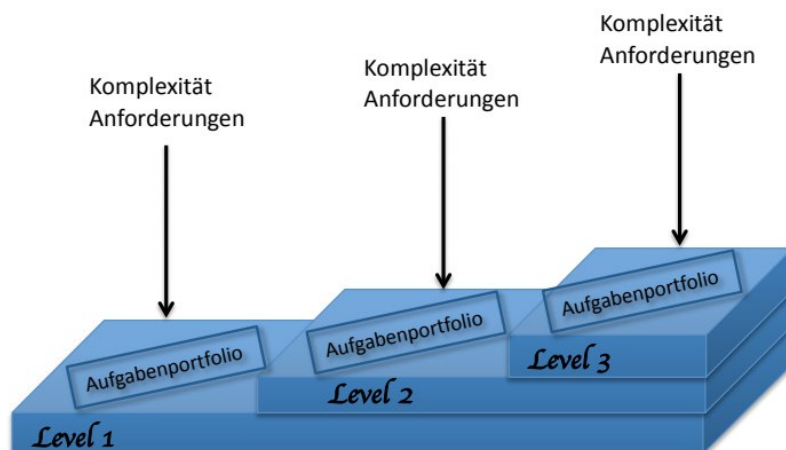 Komplexität
Anforderungen
Komplexität
Anforderungen
Komplexität
Anforderungen
Aufgabenportfolio
Level 1
Aufgabenportfolio
Level 2
Aufgabenportfolio
Level 3